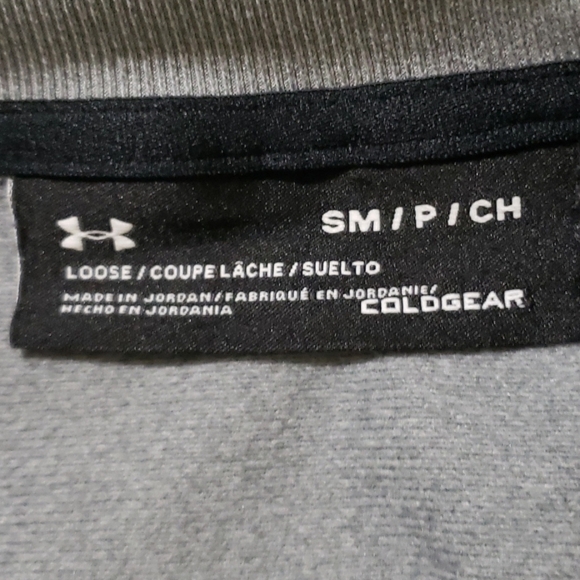 SM / P / CH
LOOSE / COUPE LÂCHE / SUELTO
MADE IN JORDAN / FABRIQUÉ EN JORDANIE/
HECHO EN JORDANIA
COLDGEAR